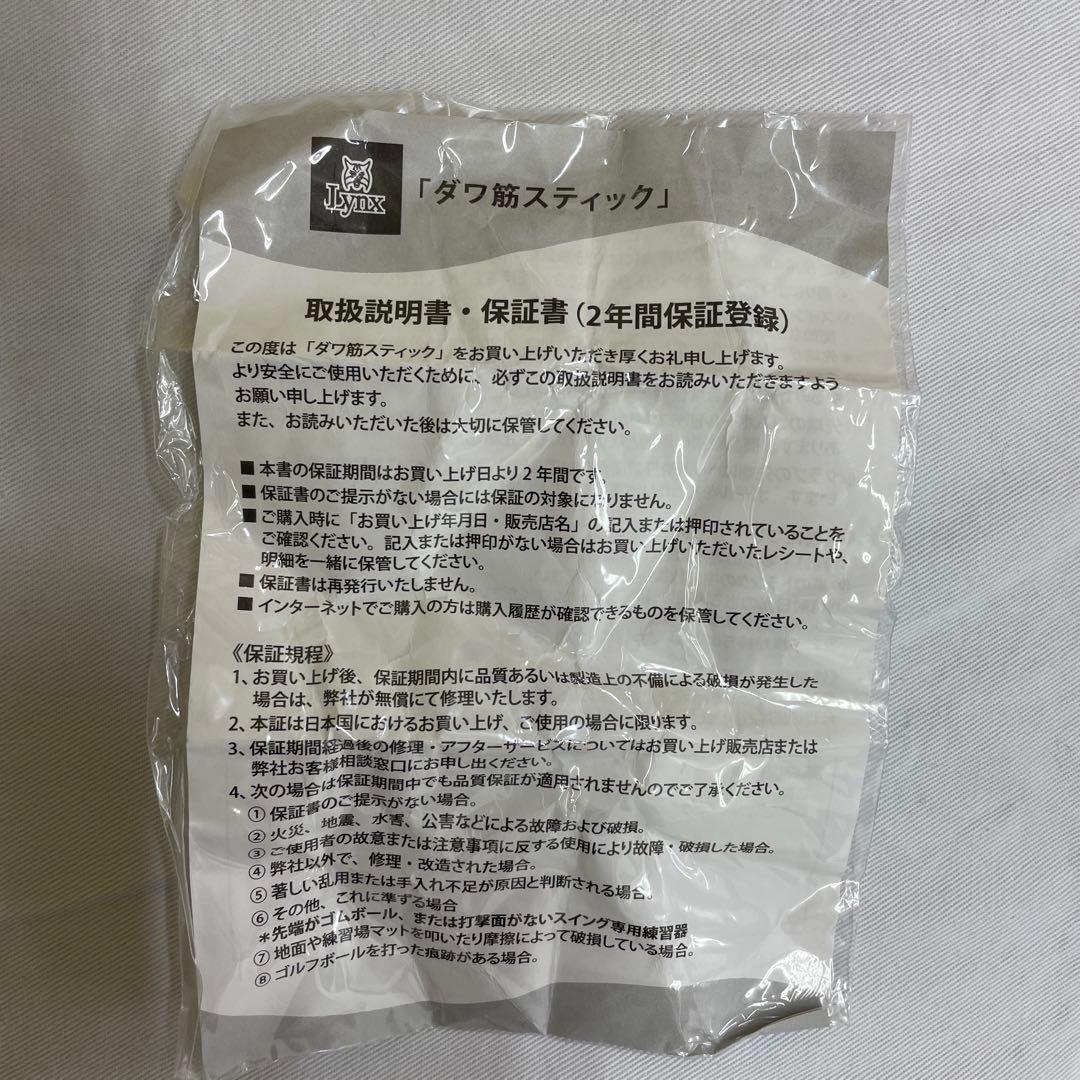 Lynx
「ダワ筋スティック」
取扱説明書・保証書(2年間保証登録)
この度は「ダワ筋スティック」をお買い上げいただき厚くお礼申し上げます。
より安全にご使用いただくために、必ずこの取扱説明書をお読みいただきますよう
お願い申し上げます。
また、お読みいただいた後は大切に保管してください。
■ 本書の保証期間はお買い上げ日より2年間です。
■ 保証書のご提示がない場合には保証の対象になりません。
■ ご購入時に「お買い上げ年月日・販売店名」の記入または押印されていることを
ご確認ください。記入または押印がない場合はお買い上げいただいたレシートや、
明細を一緒に保管してください。
■ 保証書は再発行いたしません。
■ インターネットでご購入の方は購入履歴が確認できるものを保管してください。
《保証規程》
1、お買い上げ後、保証期間内に品質あるいは製造上の不備による破損が発生した
場合は、弊社が無償にて修理いたします。
2、本証は日本国におけるお買い上げ、ご使用の場合に限ります。
3、保証期間経過後の修理・アフターサービスについてはお買い上げ販売店または
弊社お客様相談窓口にお申し出ください。
4、次の場合は保証期間中でも品質保証が適用されませんのでご了承ください。
① 保証書のご提示がない場合。
② 火災、地震、水害、公害などによる故障および破損。
③ ご使用者の故意または注意事項に反する使用により故障・破損した場合。
④ 弊社以外で、修理・改造された場合。
⑤ 著しい乱用または手入れ不足が原因と判断される場合。
⑥ その他、これに準ずる場合
*先端がゴムボール、または打撃面がないスイング専用練習器
⑦ 地面や練習場マットを叩いたり摩擦によって破損している場合。
⑧ ゴルフボールを打った痕跡がある場合。